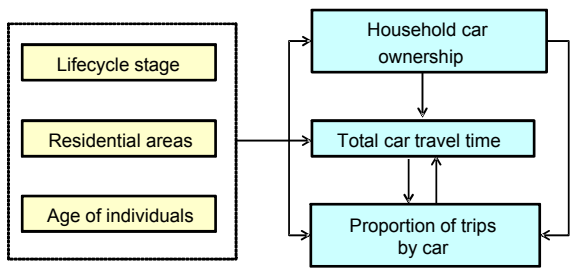 Lifecycle stage
Residential areas
Age of individuals
Household car
ownership
Total car travel time
Proportion of trips
by car